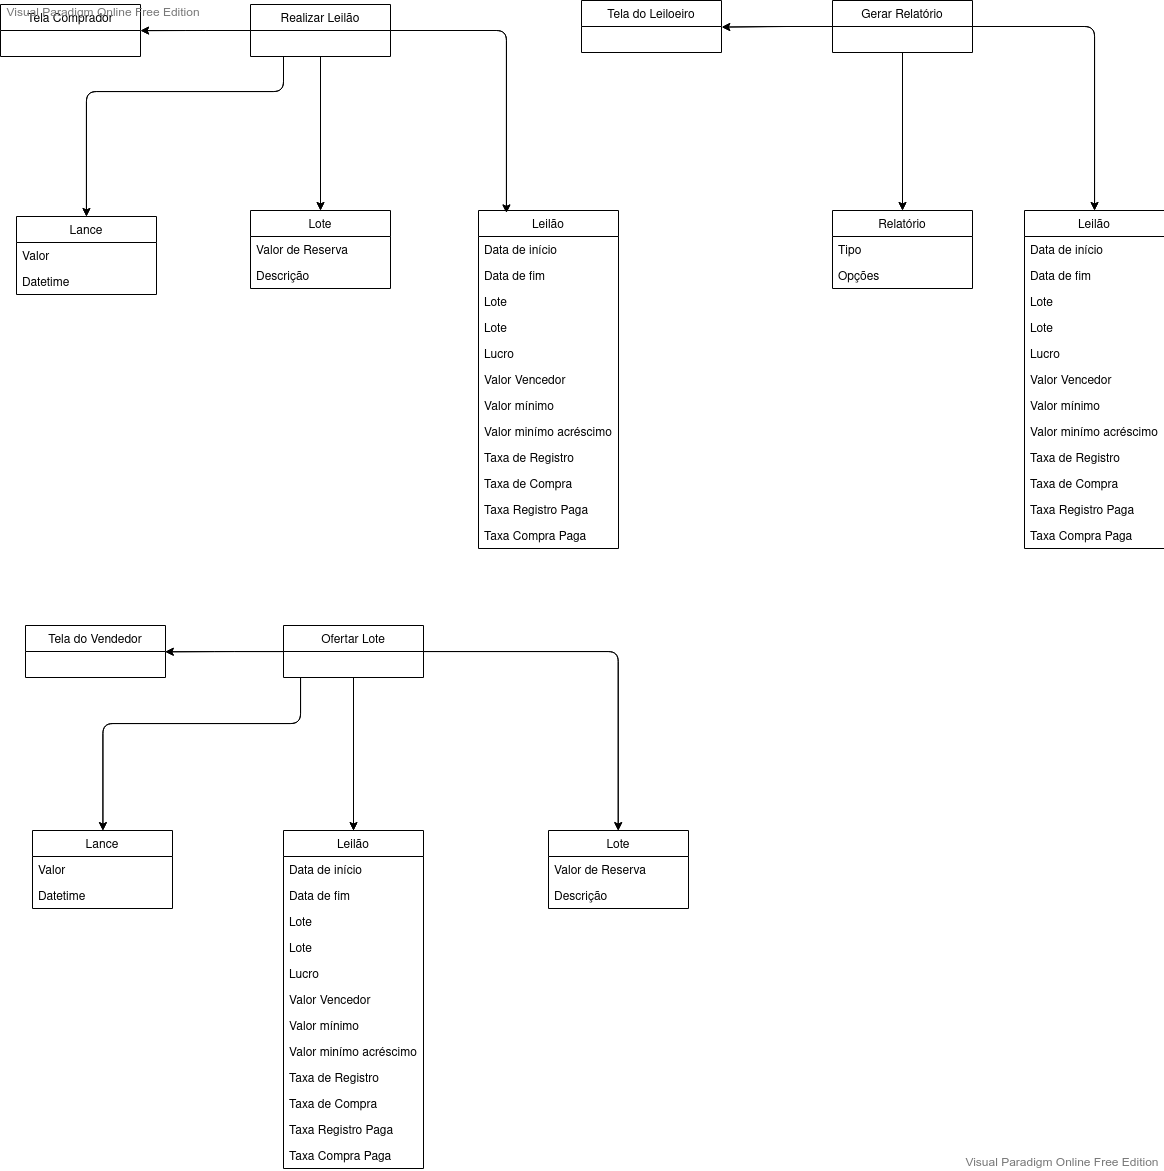 Visual Paradigm Online Free Edition
Tela Comprador
Realizar Leilão
Tela do Leiloeiro
Gerar Relatório
Lance
Valor
Datetime
Lote
Valor de Reserva
Descrição
Leilão
Data de início
Data de fim
Lote
Lote
Lucro
Valor Vencedor
Valor mínimo
Valor minímo acréscimo
Taxa de Registro
Taxa de Compra
Taxa Registro Paga
Taxa Compra Paga
Relatório
Tipo
Opções
Leilão
Data de início
Data de fim
Lote
Lote
Lucro
Valor Vencedor
Valor mínimo
Valor minímo acréscimo
Taxa de Registro
Taxa de Compra
Taxa Registro Paga
Taxa Compra Paga
Tela do Vendedor
Ofertar Lote
Lance
Valor
Datetime
Leilão
Data de início
Data de fim
Lote
Lote
Lucro
Valor Vencedor
Valor mínimo
Valor minímo acréscimo
Taxa de Registro
Taxa de Compra
Taxa Registro Paga
Taxa Compra Paga
Lote
Valor de Reserva
Descrição
Visual Paradigm Online Free Edition